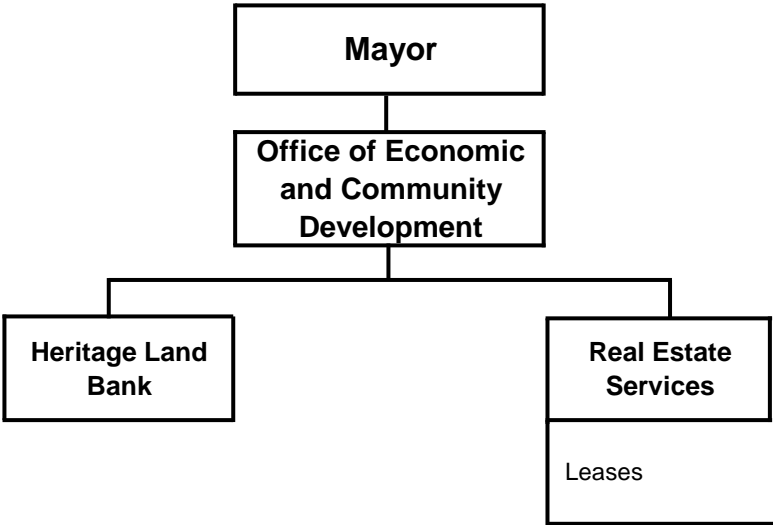 Mayor
Office of Economic
and Community
Development
Heritage Land
Bank
Real Estate
Services
Leases